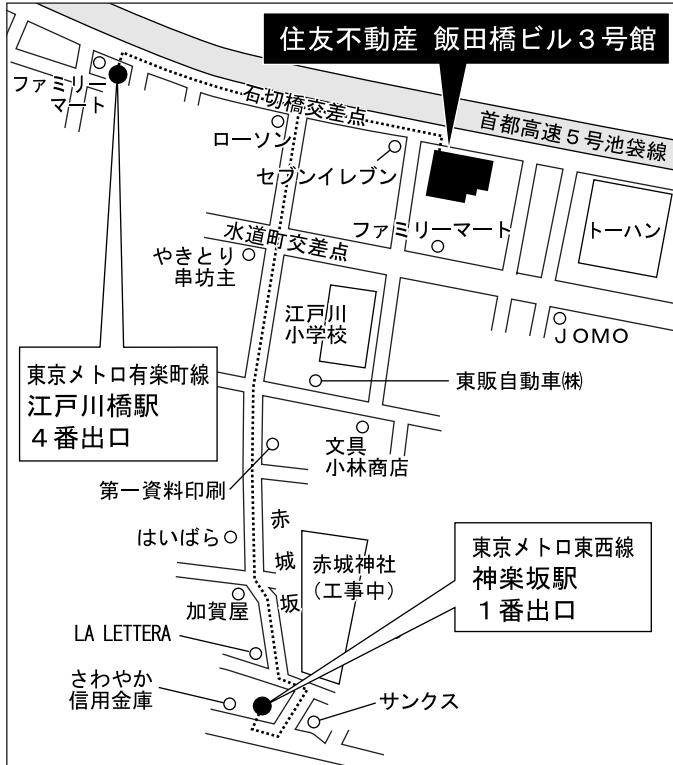 住友不動産 飯田橋ビル３号館
ファミリー
マート
石切橋交差点
首都高速５号池袋線
ローソン
セブンイレブン
水道町交差点
ファミリーマート
トーハン
やきとり
串坊主
江戸川
小学校
JOMO
東京メトロ有楽町線
江戸川橋駅
４番出口
東販自動車㈱
文具
小林商店
第一資料印刷
赤城坂
はいばら
赤城神社
（工事中）
東京メトロ東西線
神楽坂駅
１番出口
加賀屋
LA LETTERA
さわやか
信用金庫
サンクス